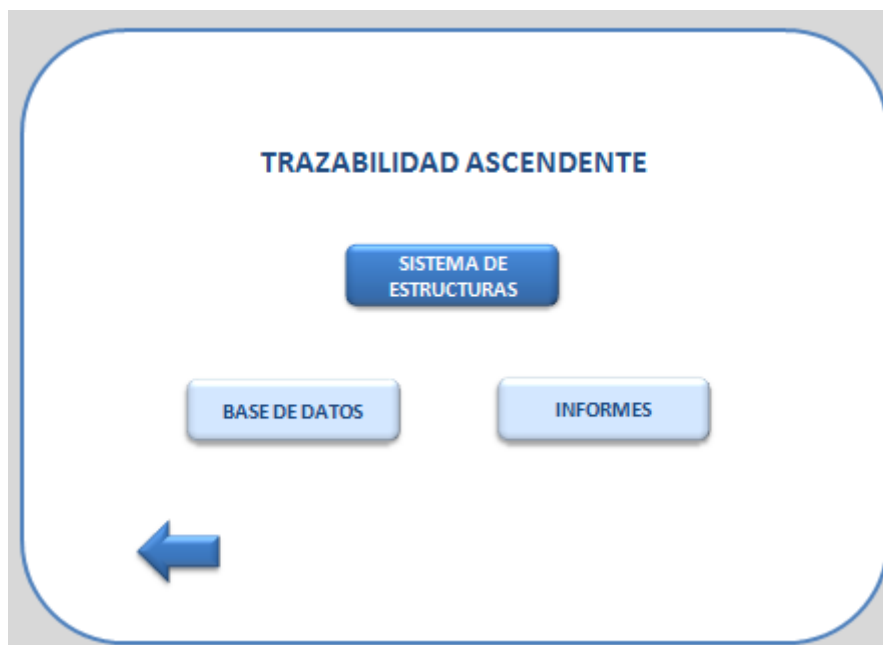 TRAZABILIDAD ASCENDENTE
SISTEMA DE
ESTRUCTURAS
BASE DE DATOS
INFORMES